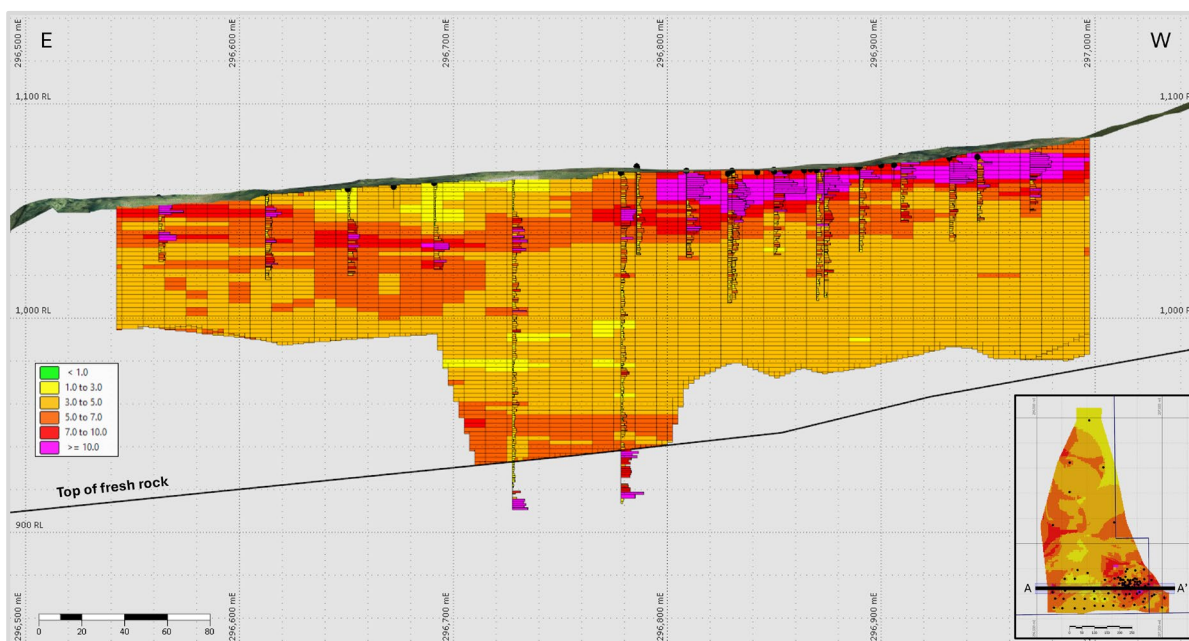 296,500 mE
296,600 mE
296,700 mE
296,800 mE
296,900 mE
297,000 mE
E
W
1,100 RL
1,100 RL
1,000 RL
1,000 RL
< 1.0
1.0 to 3.0
3.0 to 5.0
5.0 to 7.0
7.0 to 10.0
>= 10.0
Top of fresh rock
900 RL
A
A'
0
20
40
60
80
296,500 mE
296,600 mE
296,700 mE
296,800 mE
296,900 mE